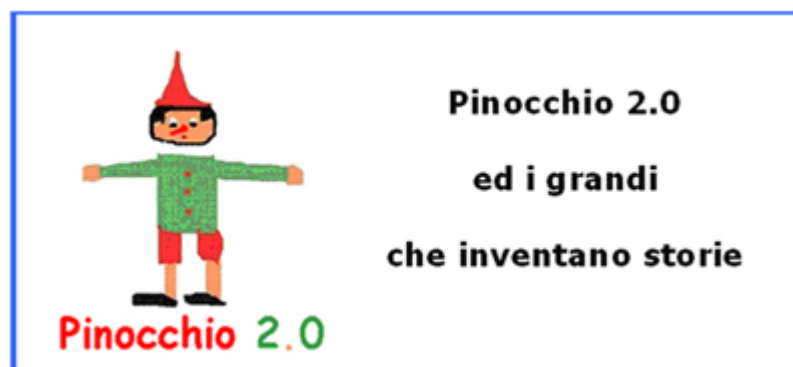 Pinocchio 2.0
ed i grandi
che inventano storie
Pinocchio 2.0